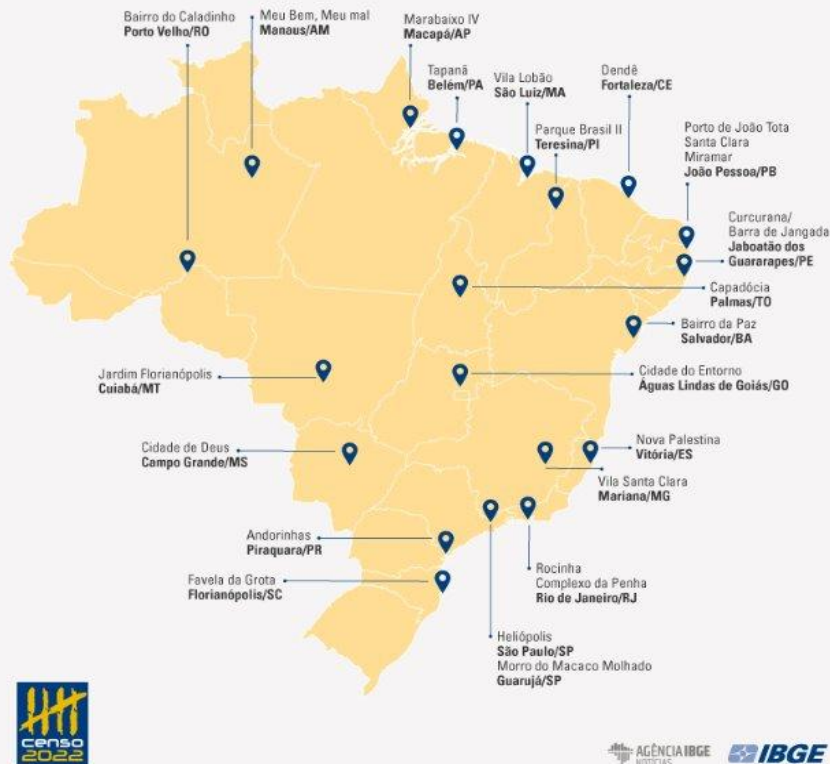 Bairro do Caladinho
Porto Velho/RO
Meu Bem, Meu mal
Manaus/AM
Marabaixo IV
Macapá/AP
Tapanã
Belém/PA
Vila Lobão
São Luiz/MA
Dendê
Fortaleza/CE
Parque Brasil II
Teresina/PI
Porto de João Tota
Santa Clara
Miramar
João Pessoa/PB
Curcurana/
Barra de Jangada
Jaboatão dos
Guararapes/PE
Capadócia
Palmas/TO
Bairro da Paz
Salvador/BA
Jardim Florianópolis
Cuiabá/MT
Cidade do Entorno
Águas Lindas de Goiás/GO
Cidade de Deus
Campo Grande/MS
Nova Palestina
Vitória/ES
Vila Santa Clara
Mariana/MG
Andorinhas
Piraquara/PR
Favela da Grota
Florianópolis/SC
Rocinha
Complexo da Penha
Rio de Janeiro/RJ
Heliópolis
São Paulo/SP
Morro do Macaco Molhado
Guarujá/SP
censo
2022
AGÊNCIA IBGE
NOTÍCIAS
IBGE